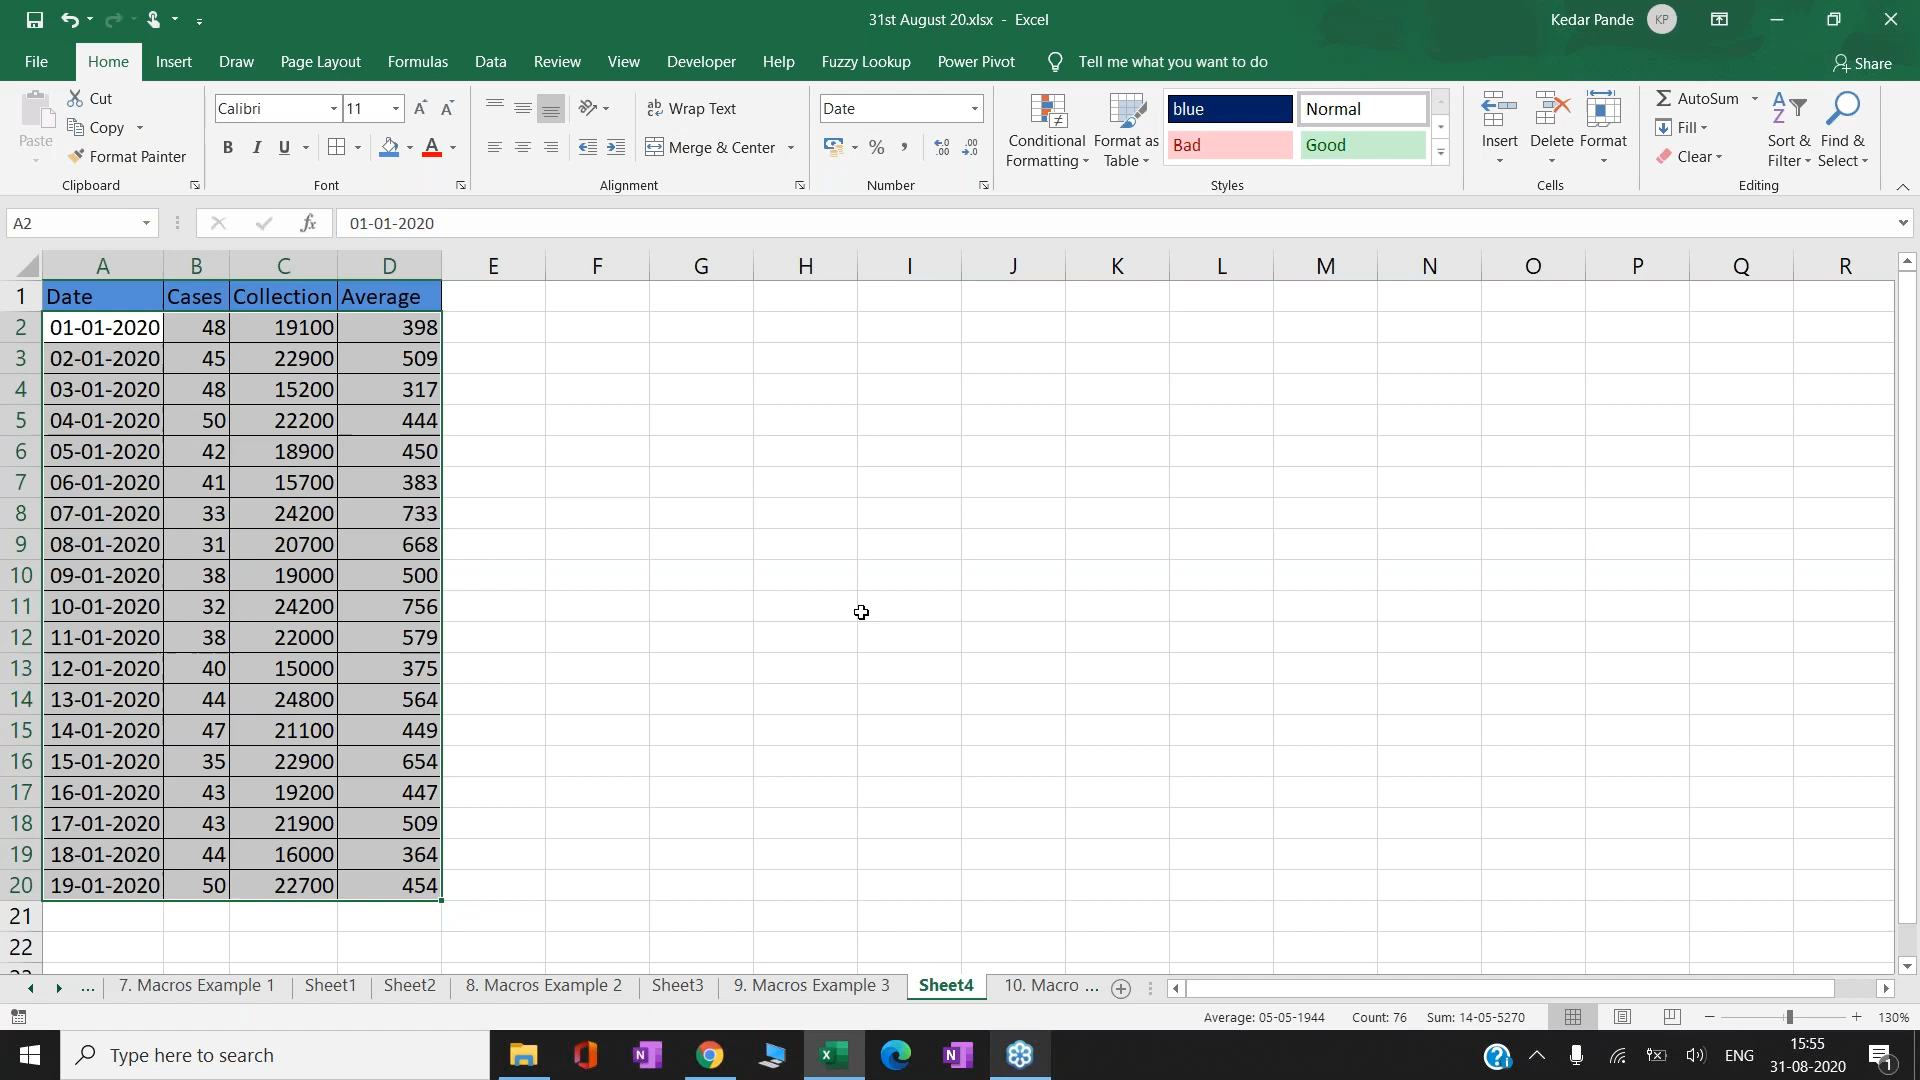 31st August 20.xlsx - Excel
Kedar Pande KP
File Home Insert Draw Page Layout Formulas Data Review View Developer Help Fuzzy Lookup Power Pivot Tell me what you want to do Share
Paste
Cut
Copy
Format Painter
Clipboard
Calibri 11
B I U A
Font
ab Wrap Text
Merge & Center
Alignment
Date
% ,
Number
Conditional Formatting
Format as Table
blue Normal
Bad Good
Styles
Insert Delete Format
Cells
AutoSum
Fill
Clear
Sort & Filter
Find & Select
Editing
A2 fx 01-01-2020
A B C D E F G H I J K L M N O P Q R
1 Date Cases Collection Average
2 01-01-2020 48 19100 398
3 02-01-2020 45 22900 509
4 03-01-2020 48 15200 317
5 04-01-2020 50 22200 444
6 05-01-2020 42 18900 450
7 06-01-2020 41 15700 383
8 07-01-2020 33 24200 733
9 08-01-2020 31 20700 668
10 09-01-2020 38 19000 500
11 10-01-2020 32 24200 756
12 11-01-2020 38 22000 579
13 12-01-2020 40 15000 375
14 13-01-2020 44 24800 564
15 14-01-2020 47 21100 449
16 15-01-2020 35 22900 654
17 16-01-2020 43 19200 447
18 17-01-2020 43 21900 509
19 18-01-2020 44 16000 364
20 19-01-2020 50 22700 454
21
22
... 7. Macros Example 1 Sheet1 Sheet2 8. Macros Example 2 Sheet3 9. Macros Example 3 Sheet4 10. Macro ...
Average: 05-05-1944 Count: 76 Sum: 14-05-5270 130%
Type here to search
ENG
15:55
31-08-2020
1